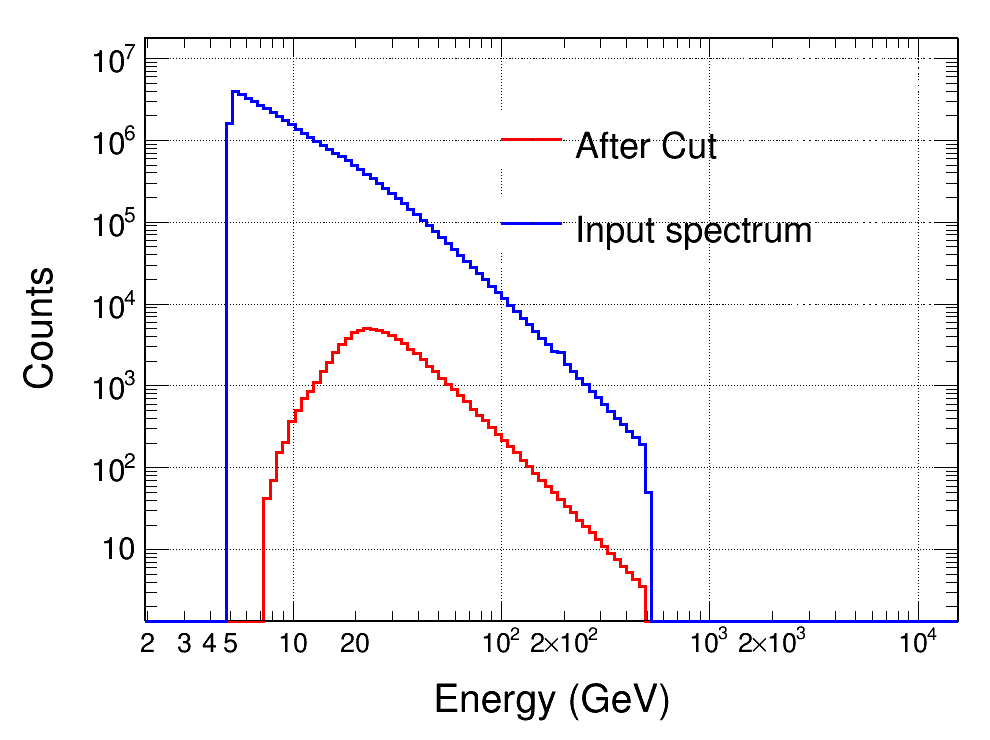 10⁷
10⁶
10⁵
10⁴
10³
10²
10
Counts
After Cut
Input spectrum
2 3 4 5 10 20 10² 2×10² 10³ 2×10³ 10⁴
Energy (GeV)